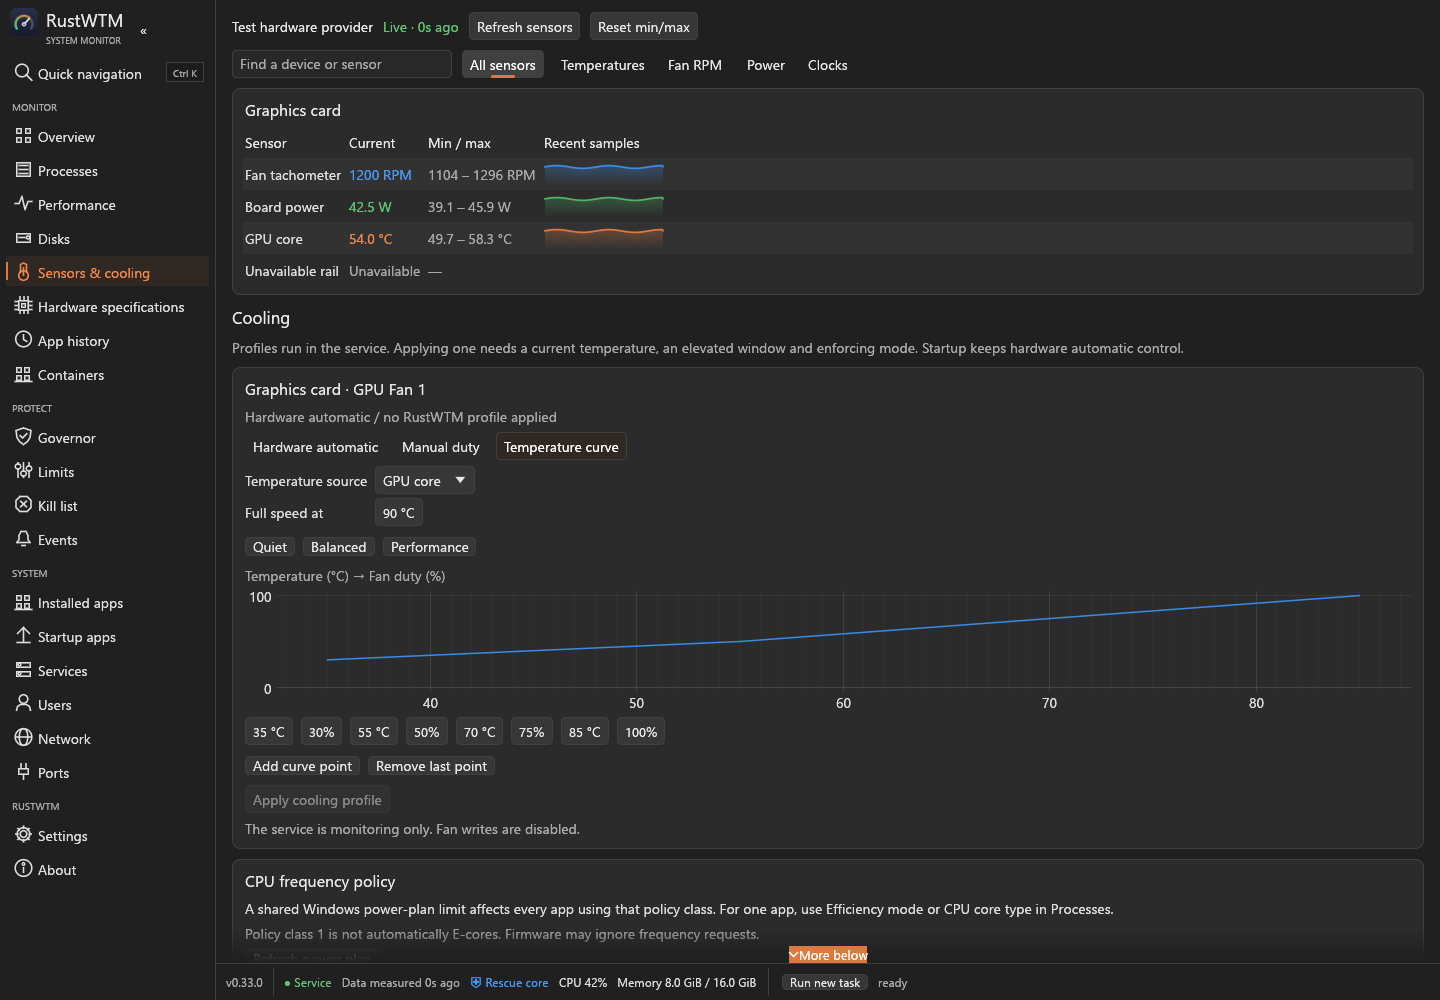 RustWTM
SYSTEM MONITOR
«
Quick navigation
Ctrl K
MONITOR
Overview
Processes
Performance
Disks
Sensors & cooling
Hardware specifications
App history
Containers
PROTECT
Governor
Limits
Kill list
Events
SYSTEM
Installed apps
Startup apps
Services
Users
Network
Ports
RUSTWTM
Settings
About
Test hardware provider Live · 0s ago Refresh sensors Reset min/max
Find a device or sensor All sensors Temperatures Fan RPM Power Clocks
Graphics card
Sensor Current Min / max Recent samples
Fan tachometer 1200 RPM 1104 – 1296 RPM
Board power 42.5 W 39.1 – 45.9 W
GPU core 54.0 °C 49.7 – 58.3 °C
Unavailable rail Unavailable —
Cooling
Profiles run in the service. Applying one needs a current temperature, an elevated window and enforcing mode. Startup keeps hardware automatic control.
Graphics card · GPU Fan 1
Hardware automatic / no RustWTM profile applied
Hardware automatic Manual duty Temperature curve
Temperature source GPU core
Full speed at 90 °C
Quiet Balanced Performance
Temperature (°C) → Fan duty (%)
100
0
40 50 60 70 80
35 °C 30% 55 °C 50% 70 °C 75% 85 °C 100%
Add curve point Remove last point
Apply cooling profile
The service is monitoring only. Fan writes are disabled.
CPU frequency policy
A shared Windows power-plan limit affects every app using that policy class. For one app, use Efficiency mode or CPU core type in Processes.
Policy class 1 is not automatically E-cores. Firmware may ignore frequency requests.
Refresh power plan
More below
v0.33.0 Service Data measured 0s ago Rescue core CPU 42% Memory 8.0 GiB / 16.0 GiB Run new task ready